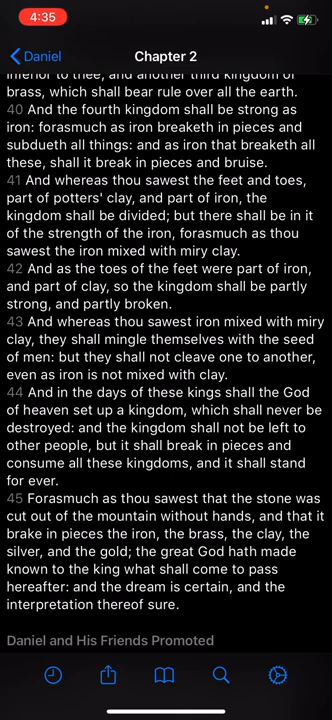 4:35
Daniel
Chapter 2
inferior to thee, and another third kingdom of
brass, which shall bear rule over all the earth.
40 And the fourth kingdom shall be strong as
iron: forasmuch as iron breaketh in pieces and
subdueth all things: and as iron that breaketh all
these, shall it break in pieces and bruise.
41 And whereas thou sawest the feet and toes,
part of potters' clay, and part of iron, the
kingdom shall be divided; but there shall be in it
of the strength of the iron, forasmuch as thou
sawest the iron mixed with miry clay.
42 And as the toes of the feet were part of iron,
and part of clay, so the kingdom shall be partly
strong, and partly broken.
43 And whereas thou sawest iron mixed with miry
clay, they shall mingle themselves with the seed
of men: but they shall not cleave one to another,
even as iron is not mixed with clay.
44 And in the days of these kings shall the God
of heaven set up a kingdom, which shall never be
destroyed: and the kingdom shall not be left to
other people, but it shall break in pieces and
consume all these kingdoms, and it shall stand
for ever.
45 Forasmuch as thou sawest that the stone was
cut out of the mountain without hands, and that it
brake in pieces the iron, the brass, the clay, the
silver, and the gold; the great God hath made
known to the king what shall come to pass
hereafter: and the dream is certain, and the
interpretation thereof sure.
Daniel and His Friends Promoted